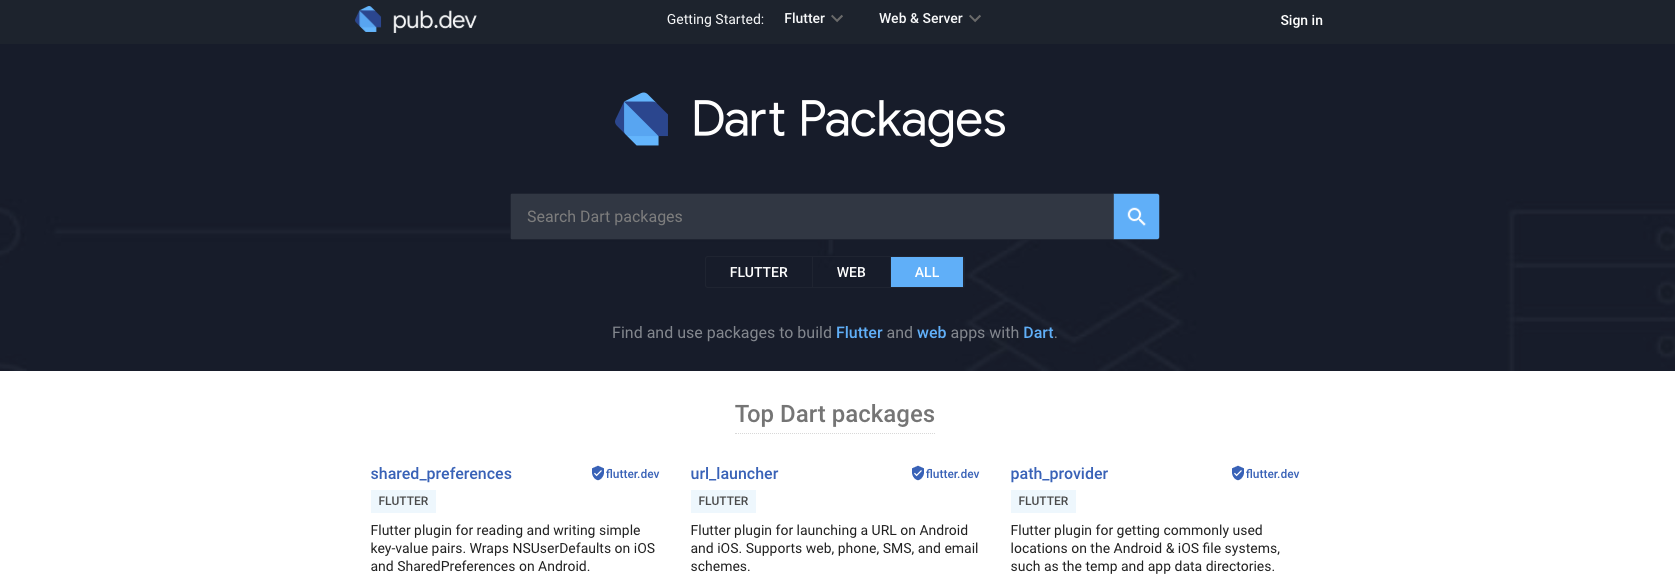 pub.dev
Getting Started: Flutter Web & Server Sign in
Dart Packages
Search Dart packages
FLUTTER WEB ALL
Find and use packages to build Flutter and web apps with Dart.
Top Dart packages
shared_preferences flutter.dev
FLUTTER
Flutter plugin for reading and writing simple
key-value pairs. Wraps NSUserDefaults on iOS
and SharedPreferences on Android.
url_launcher flutter.dev
FLUTTER
Flutter plugin for launching a URL on Android
and iOS. Supports web, phone, SMS, and email
schemes.
path_provider flutter.dev
FLUTTER
Flutter plugin for getting commonly used
locations on the Android & iOS file systems,
such as the temp and app data directories.